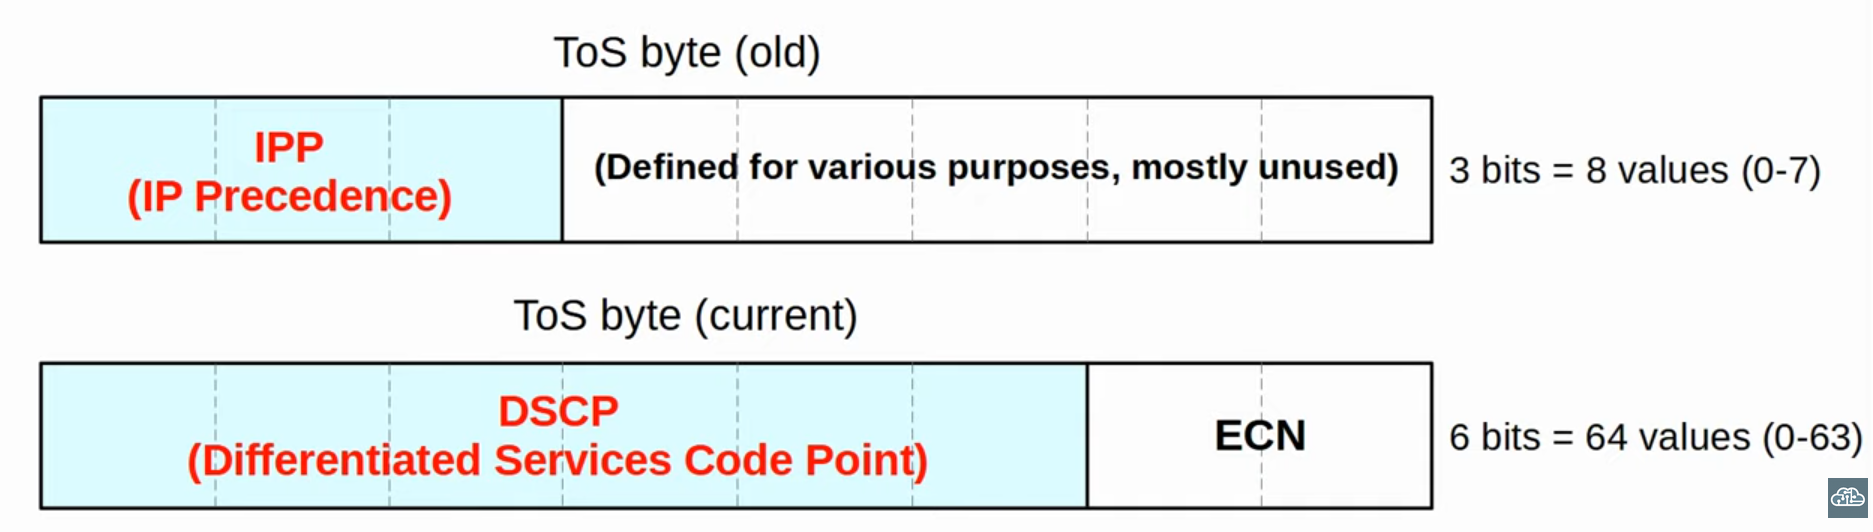 ToS byte (old)
IPP
(IP Precedence)
(Defined for various purposes, mostly unused)
3 bits = 8 values (0-7)
ToS byte (current)
DSCP
(Differentiated Services Code Point)
ECN
6 bits = 64 values (0-63)